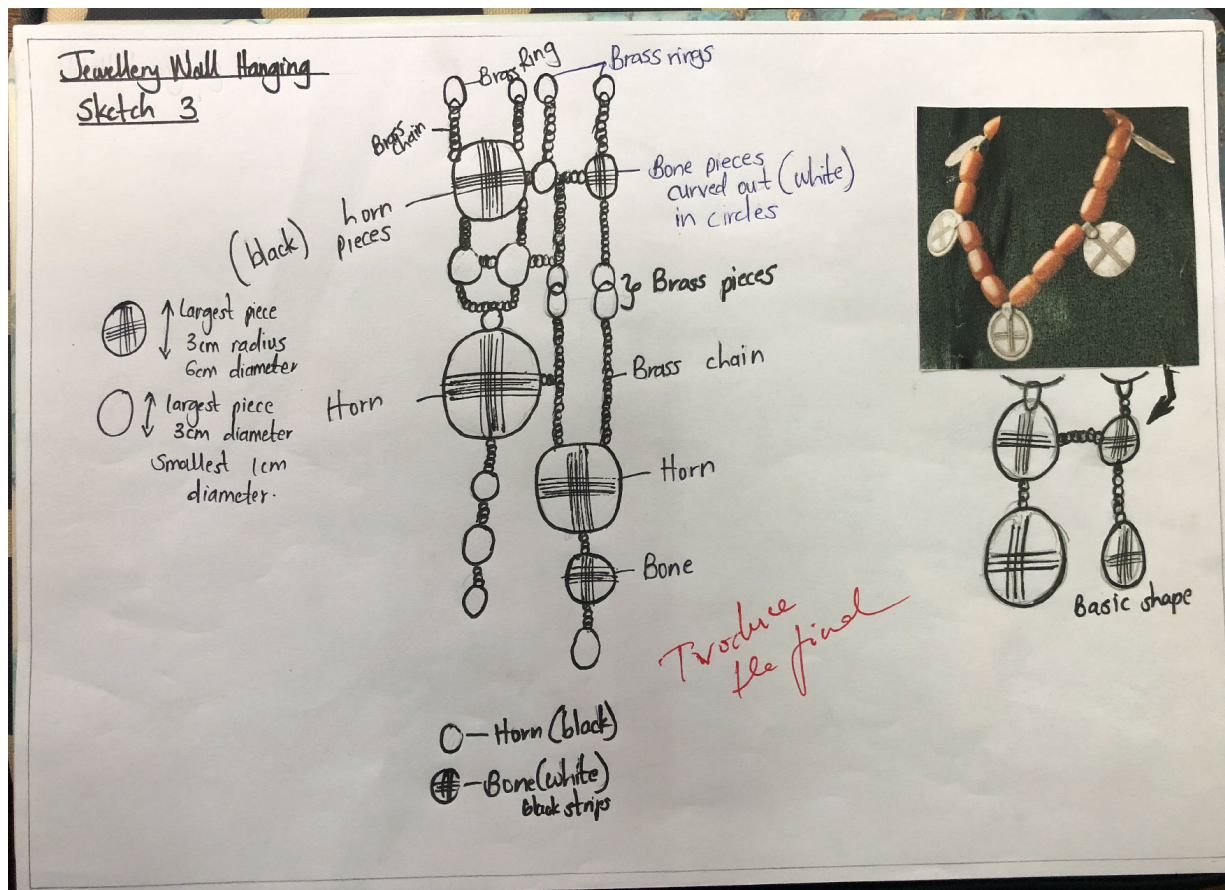 Jewellery Wall Hanging
Sketch 3
Brass Ring
Brass rings
Brass
chain
Bone pieces
curved out (white)
in circles
horn
pieces
(black)
Brass pieces
largest piece
3cm radius
6cm diameter
Brass chain
largest piece
3cm diameter
Smallest 1cm
diameter.
Horn
Horn
Bone
Basic shape
the final
Horn (black)
Bone (white)
black strips